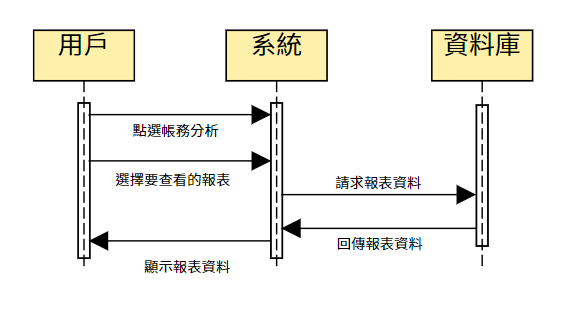 用戶
系統
資料庫
點選帳務分析
選擇要查看的報表
請求報表資料
回傳報表資料
顯示報表資料